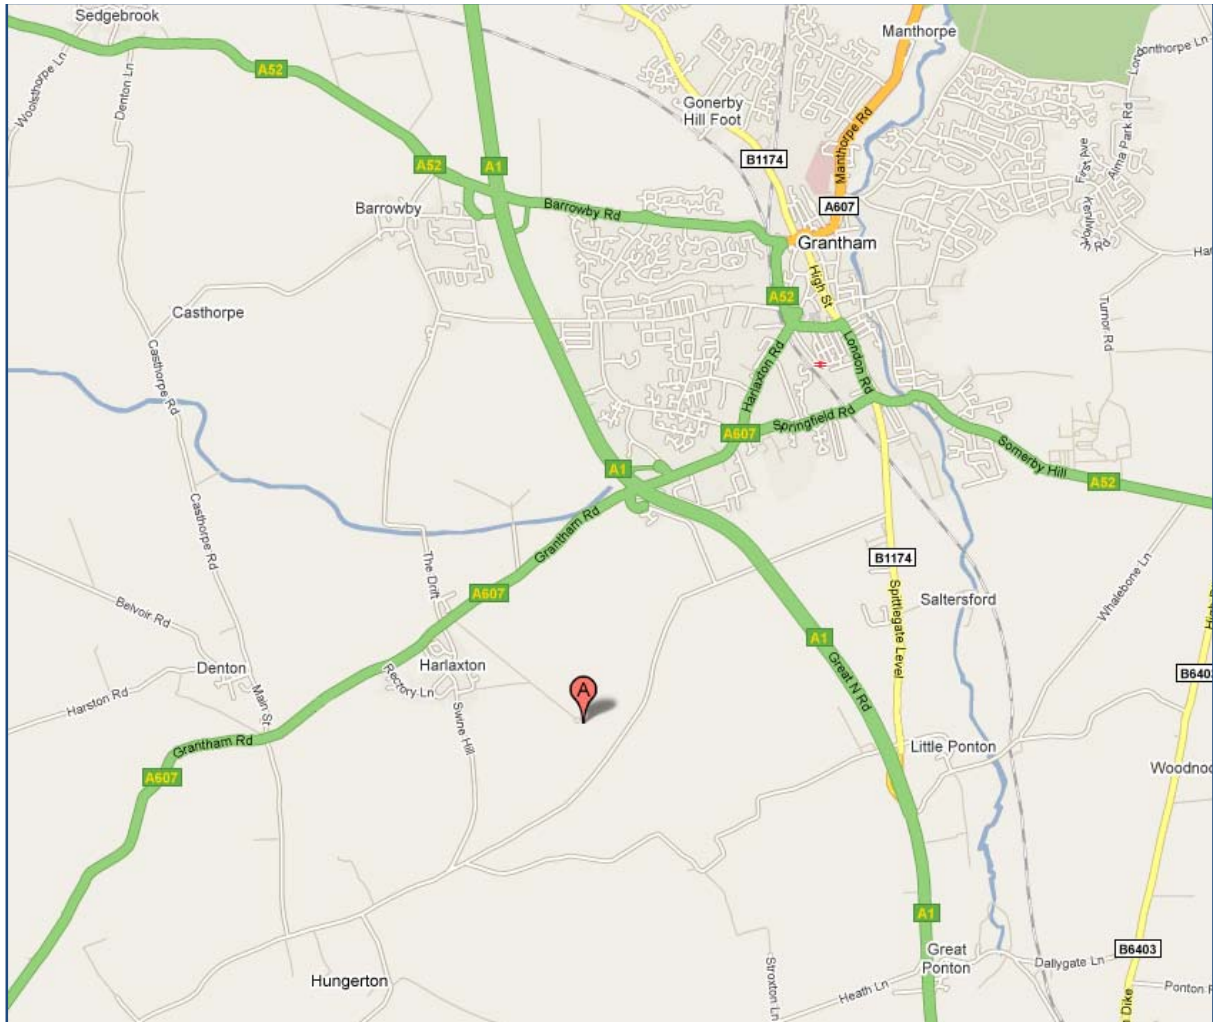 Sedgebrook
Manthorpe
Londonthorpe Ln
Woolsthorpe Ln
Denton Ln
A52
Gonerby
Hill Foot
Manthorpe Rd
Alma Park Rd
First Ave
B1174
A52
A1
Barrowby
Barrowby Rd
A607
Kenilworth Rd
Grantham
High St
A52
Casthorpe
Turnor Rd
Casthorpe Rd
London Rd
Harlaxton Rd
Springfield Rd
A607
A1
Somerby Hill
A52
Casthorpe Rd
Grantham Rd
The Drift
B1174
Whalebone Ln
A607
Spittlegate Level
Saltersford
Belvoir Rd
A1
Great N Rd
Denton
Harlaxton
Rectory Ln
B6403
Harston Rd
Main St
Swine Hill
A
Grantham Rd
Little Ponton
A607
A1
Great
Ponton
B6403
Dallygate Ln
Stroxton Ln
Hungerton
Heath Ln
Dike